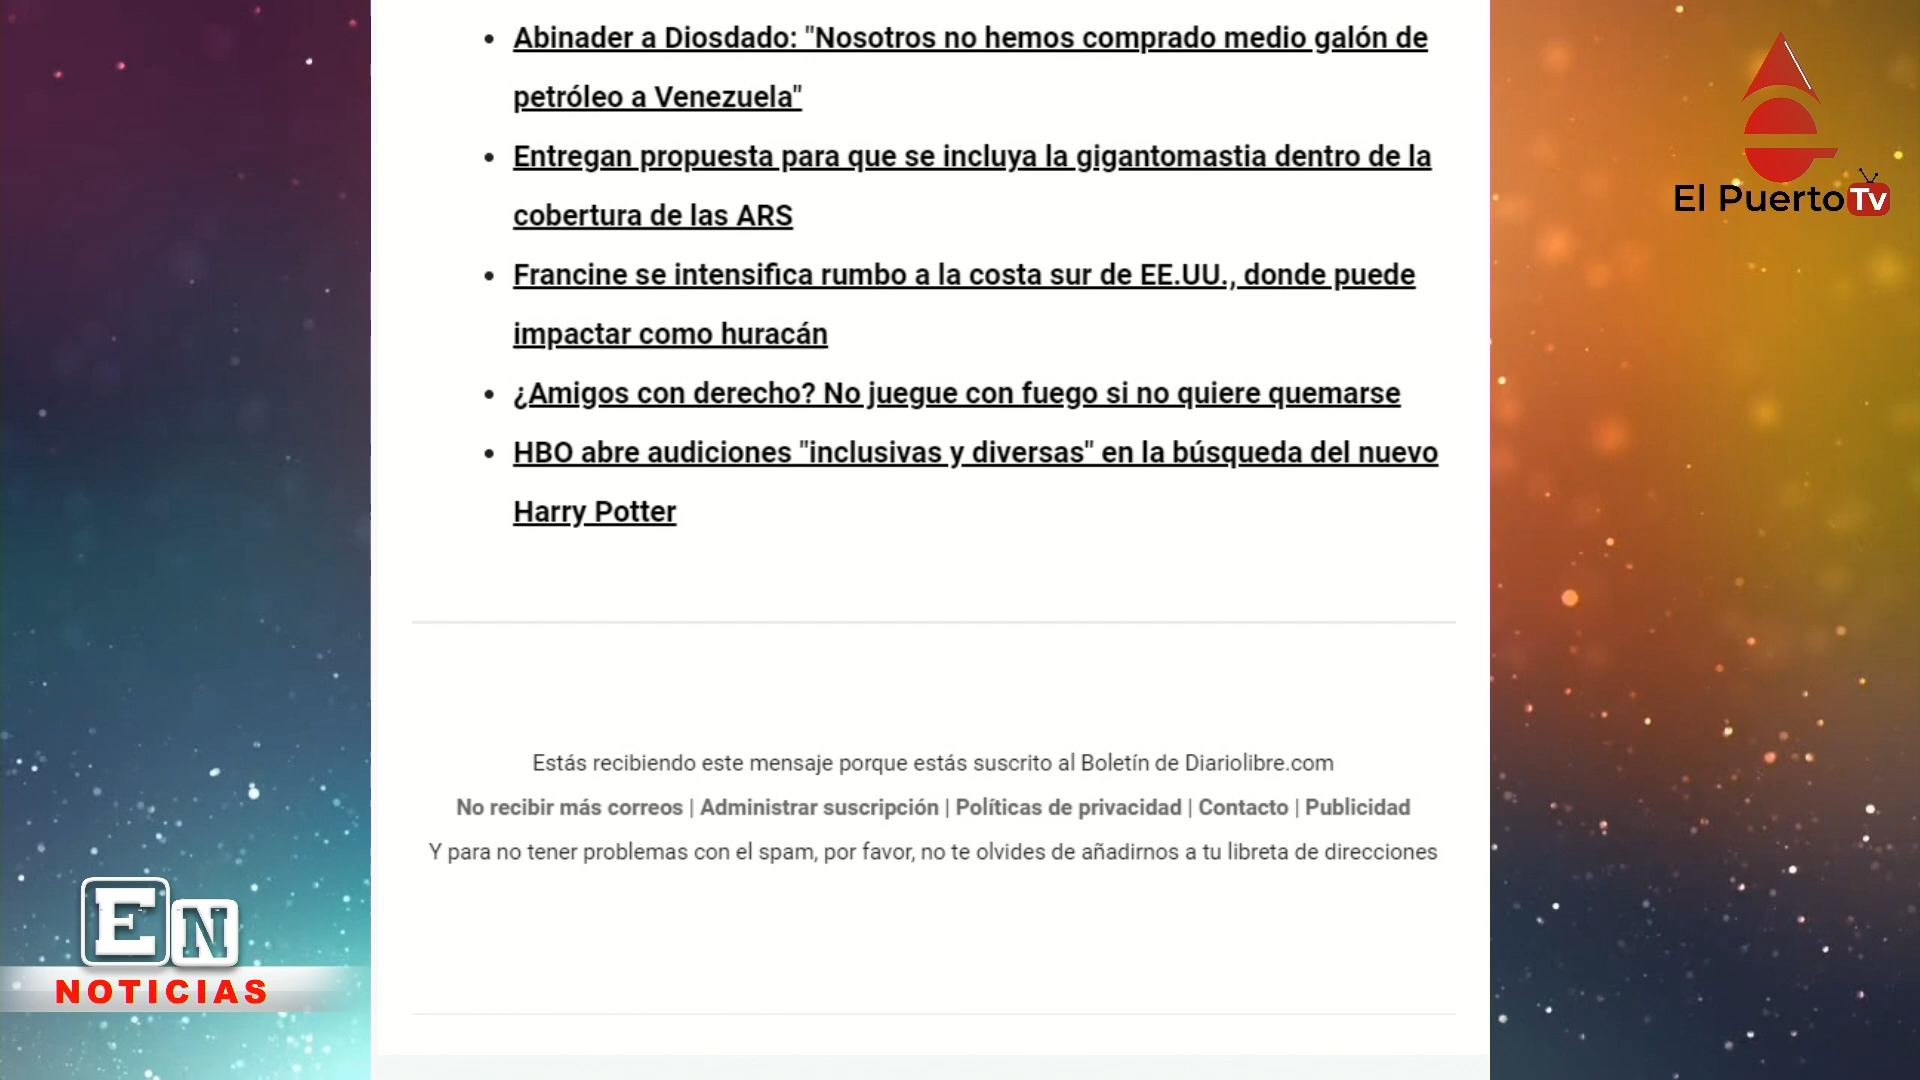 Abinader a Diosdado: "Nosotros no hemos comprado medio galón de
petróleo a Venezuela"
Entregan propuesta para que se incluya la gigantomastia dentro de la
cobertura de las ARS
Francine se intensifica rumbo a la costa sur de EE.UU., donde puede
impactar como huracán
¿Amigos con derecho? No juegue con fuego si no quiere quemarse
HBO abre audiciones "inclusivas y diversas" en la búsqueda del nuevo
Harry Potter
Estás recibiendo este mensaje porque estás suscrito al Boletín de Diariolibre.com
No recibir más correos | Administrar suscripción | Políticas de privacidad | Contacto | Publicidad
Y para no tener problemas con el spam, por favor, no te olvides de añadirnos a tu libreta de direcciones
El Puerto Tv
EN
NOTICIAS